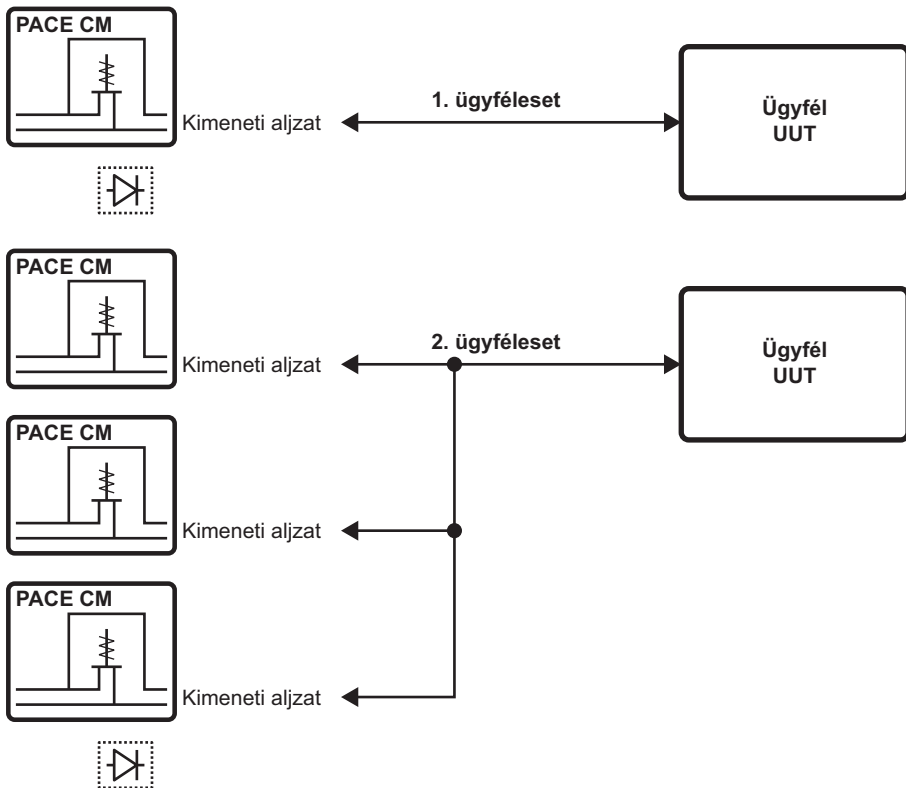 PACE CM
Kimeneti aljzat
1. ügyféleset
Ügyfél
UUT
PACE CM
Kimeneti aljzat
2. ügyféleset
Ügyfél
UUT
PACE CM
Kimeneti aljzat
PACE CM
Kimeneti aljzat